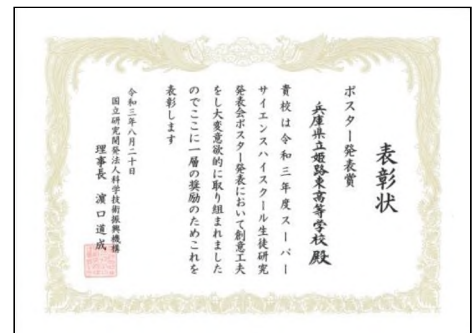 表彰状
ポスター発表賞
兵庫県立姫路東高等学校殿
貴校は令和三年度スーパー
サイエンスハイスクール生徒研究
発表会ポスター発表において創意工夫
をし大変意欲的に取り組まれました
のでここに一層の奨励のためこれを
表彰します
令和三年八月二十日
国立研究開発法人科学技術振興機構
理事長 濵口道成